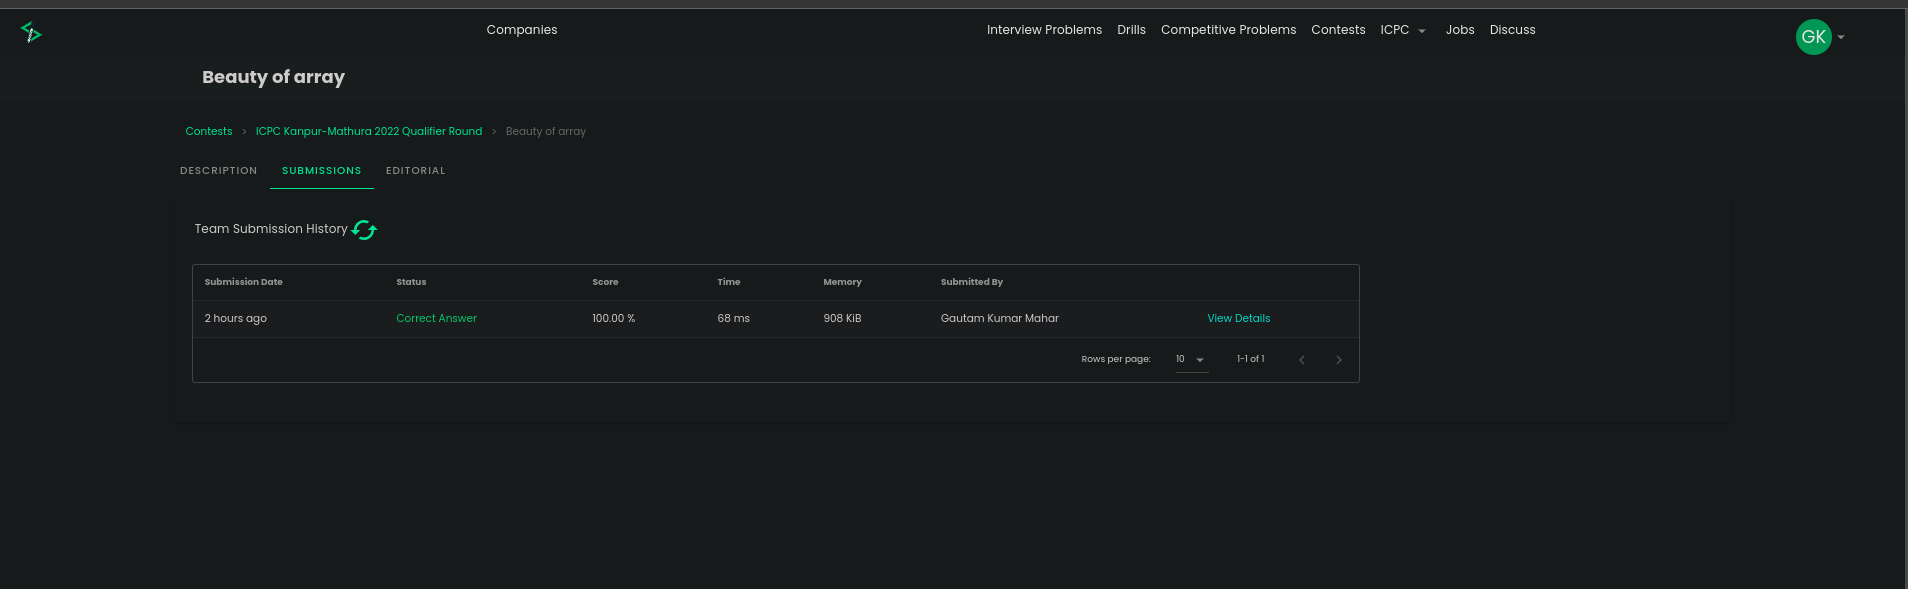 Companies Interview Problems Drills Competitive Problems Contests ICPC Jobs Discuss GK
Beauty of array
Contests > ICPC Kanpur-Mathura 2022 Qualifier Round > Beauty of array
DESCRIPTION SUBMISSIONS EDITORIAL
Team Submission History
Submission Date Status Score Time Memory Submitted By
2 hours ago Correct Answer 100.00 % 68 ms 908 KiB Gautam Kumar Mahar View Details
Rows per page: 10 1-1 of 1